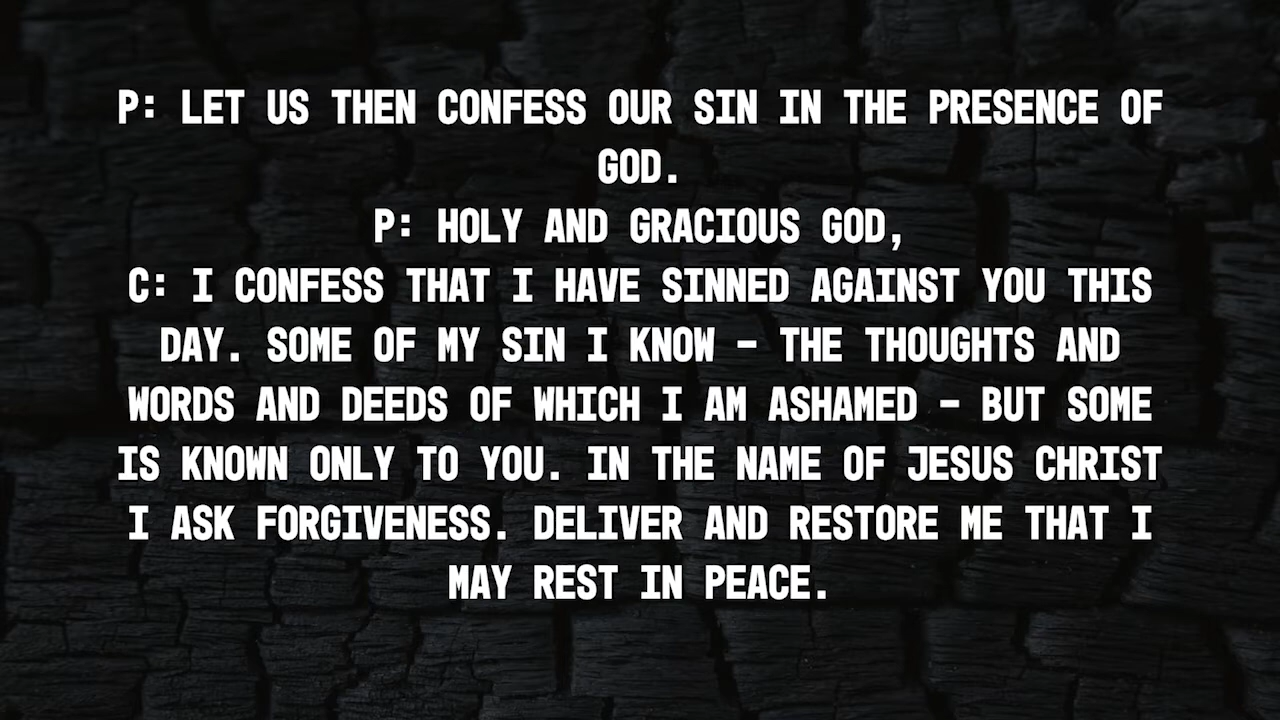 P: LET US THEN CONFESS OUR SIN IN THE PRESENCE OF
GOD.
P: HOLY AND GRACIOUS GOD,
C: I CONFESS THAT I HAVE SINNED AGAINST YOU THIS
DAY. SOME OF MY SIN I KNOW – THE THOUGHTS AND
WORDS AND DEEDS OF WHICH I AM ASHAMED – BUT SOME
IS KNOWN ONLY TO YOU. IN THE NAME OF JESUS CHRIST
I ASK FORGIVENESS. DELIVER AND RESTORE ME THAT I
MAY REST IN PEACE.